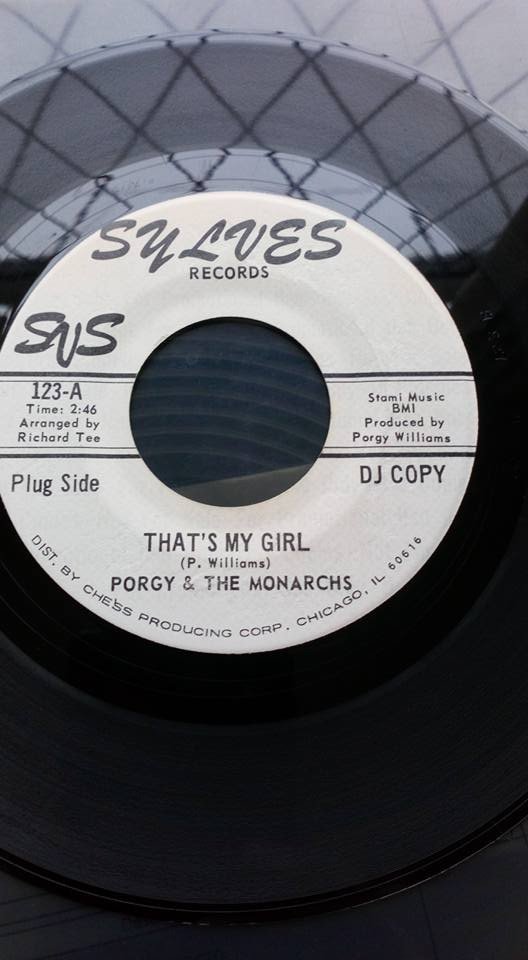 SYLVES
RECORDS
SVS
123-A
Time: 2:46
Arranged by
Richard Tee
Stami Music
BMI
Produced by
Porgy Williams
Plug Side
DJ COPY
THAT'S MY GIRL
(P. Williams)
PORGY & THE MONARCHS
DIST. BY CHESS PRODUCING CORP. CHICAGO, IL 60616